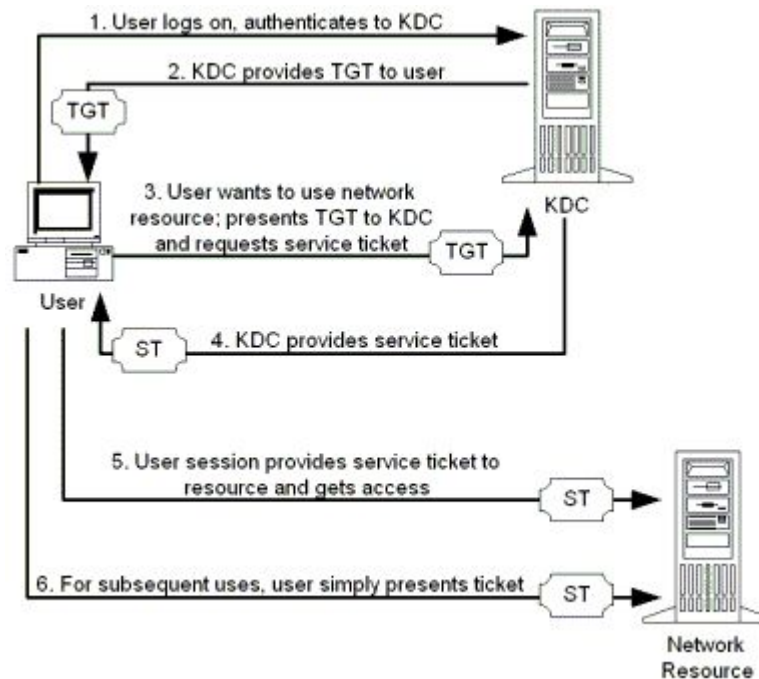 1. User logs on, authenticates to KDC
2. KDC provides TGT to user
TGT
3. User wants to use network
resource; presents TGT to KDC
and requests service ticket
TGT
KDC
User
ST
4. KDC provides service ticket
5. User session provides service ticket to
resource and gets access
ST
6. For subsequent uses, user simply presents ticket
ST
Network
Resource